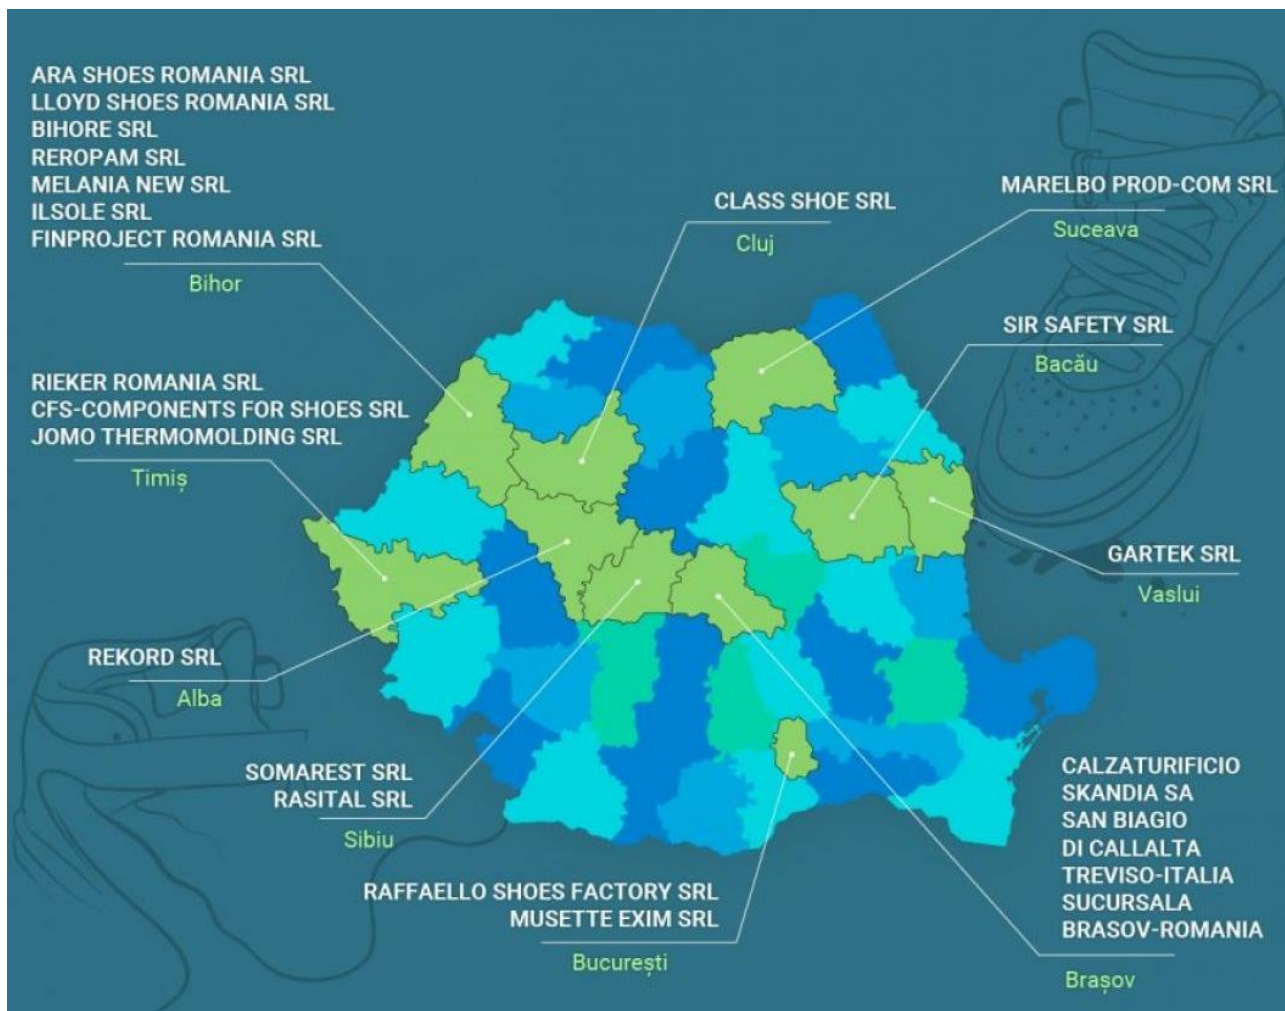 ARA SHOES ROMANIA SRL
LLOYD SHOES ROMANIA SRL
BIHORE SRL
REROPAM SRL
MELANIA NEW SRL
ILSOLE SRL
FINPROJECT ROMANIA SRL
Bihor
CLASS SHOE SRL
Cluj
MARELBO PROD-COM SRL
Suceava
SIR SAFETY SRL
Bacău
RIEKER ROMANIA SRL
CFS-COMPONENTS FOR SHOES SRL
JOMO THERMOMOLDING SRL
Timiș
GARTEK SRL
Vaslui
REKORD SRL
Alba
SOMAREST SRL
RASITAL SRL
Sibiu
RAFFAELLO SHOES FACTORY SRL
MUSETTE EXIM SRL
București
CALZATURIFICIO
SKANDIA SA
SAN BIAGIO
DI CALLALTA
TREVISO-ITALIA
SUCURSALA
BRASOV-ROMANIA
Brașov